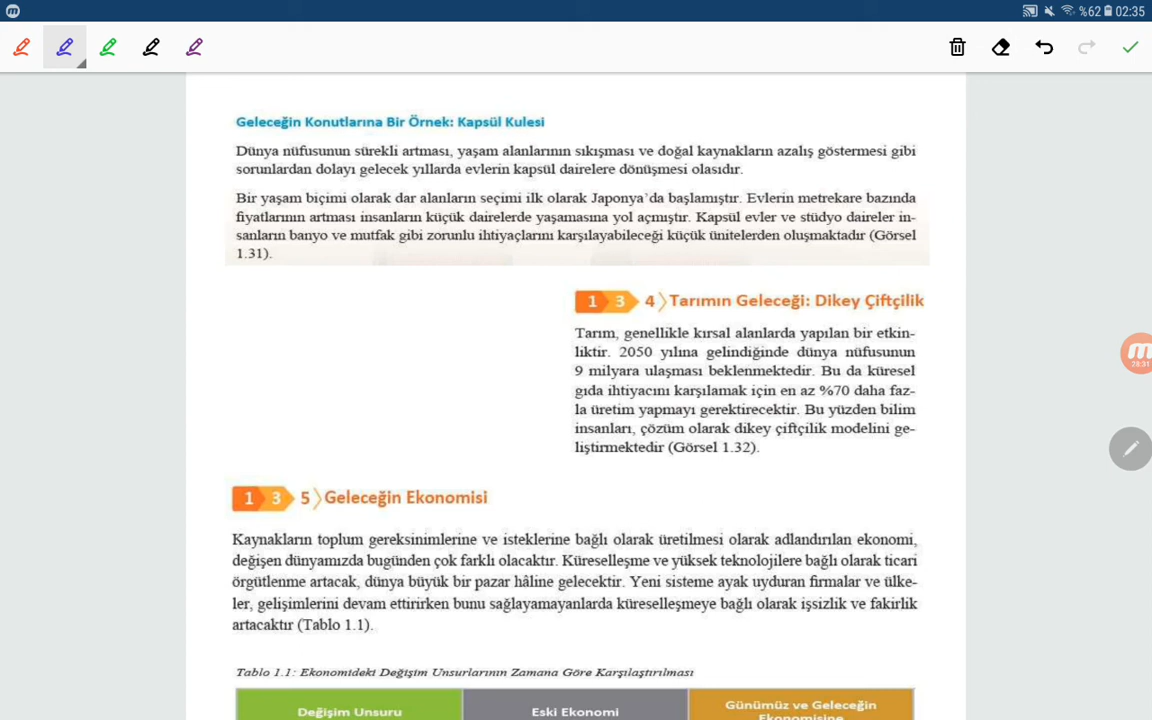 %62 02:35
Geleceğin Konutlarına Bir Örnek: Kapsül Kulesi
Dünya nüfusunun sürekli artması, yaşam alanlarının sıkışması ve doğal kaynakların azalış göstermesi gibi
sorunlardan dolayı gelecek yıllarda evlerin kapsül dairelere dönüşmesi olasıdır.
Bir yaşam biçimi olarak dar alanların seçimi ilk olarak Japonya'da başlamıştır. Evlerin metrekare bazında
fiyatlarının artması insanların küçük dairelerde yaşamasına yol açmıştır. Kapsül evler ve stüdyo daireler in-
sanların banyo ve mutfak gibi zorunlu ihtiyaçlarını karşılayabileceği küçük ünitelerden oluşmaktadır (Görsel
1.31).
1 3 4 Tarımın Geleceği: Dikey Çiftçilik
Tarım, genellikle kırsal alanlarda yapılan bir etkin-
liktir. 2050 yılına gelindiğinde dünya nüfusunun
9 milyara ulaşması beklenmektedir. Bu da küresel
gıda ihtiyacını karşılamak için en az %70 daha faz-
la üretim yapmayı gerektirecektir. Bu yüzden bilim
insanları, çözüm olarak dikey çiftçilik modelini ge-
liştirmektedir (Görsel 1.32).
1 3 5 Geleceğin Ekonomisi
Kaynakların toplum gereksinimlerine ve isteklerine bağlı olarak üretilmesi olarak adlandırılan ekonomi,
değişen dünyamızda bugünden çok farklı olacaktır. Küreselleşme ve yüksek teknolojilere bağlı olarak ticari
örgütlenme artacak, dünya büyük bir pazar hâline gelecektir. Yeni sisteme ayak uyduran firmalar ve ülke-
ler, gelişimlerini devam ettirirken bunu sağlayamayanlarda küreselleşmeye bağlı olarak işsizlik ve fakirlik
artacaktır (Tablo 1.1).
Tablo 1.1: Ekonomideki Değişim Unsurlarının Zamana Göre Karşılaştırılması
Değişim Unsuru
Eski Ekonomi
Günümüz ve Geleceğin
Ekonomisine